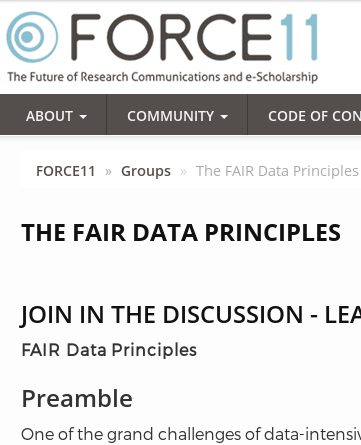 FORCE11
The Future of Research Communications and e-Scholarship
ABOUT COMMUNITY CODE OF CON
FORCE11 » Groups » The FAIR Data Principles
THE FAIR DATA PRINCIPLES
JOIN IN THE DISCUSSION - LEA
FAIR Data Principles
Preamble
One of the grand challenges of data-intensiv